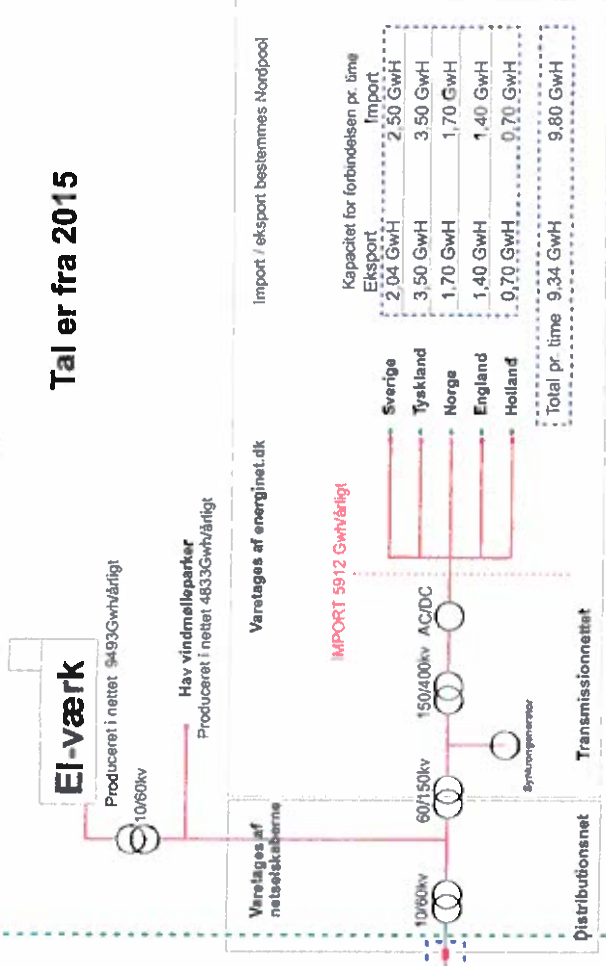 Tal er fra 2015
El-værk
Produceret i nettet 9493Gwh/årligt
10/60kv
Hav vindmølleparker
Produceret i nettet 4833Gwh/årligt
Varetages af
netselskaberne
Varetages af energinet.dk
Import / eksport bestemmes Nordpool
IMPORT 5912 Gwh/årligt
10/60kv
60/150kv
150/400kv
AC/DC
Synkrongenerator
Distributionsnet
Transmissionnettet
Kapacitet for forbindelsen pr. time
Eksport Import
Sverige 2,04 GwH 2,50 GwH
Tyskland 3,50 GwH 3,50 GwH
Norge 1,70 GwH 1,70 GwH
England 1,40 GwH 1,40 GwH
Holland 0,70 GwH 0,70 GwH
Total pr. time 9,34 GwH 9,80 GwH